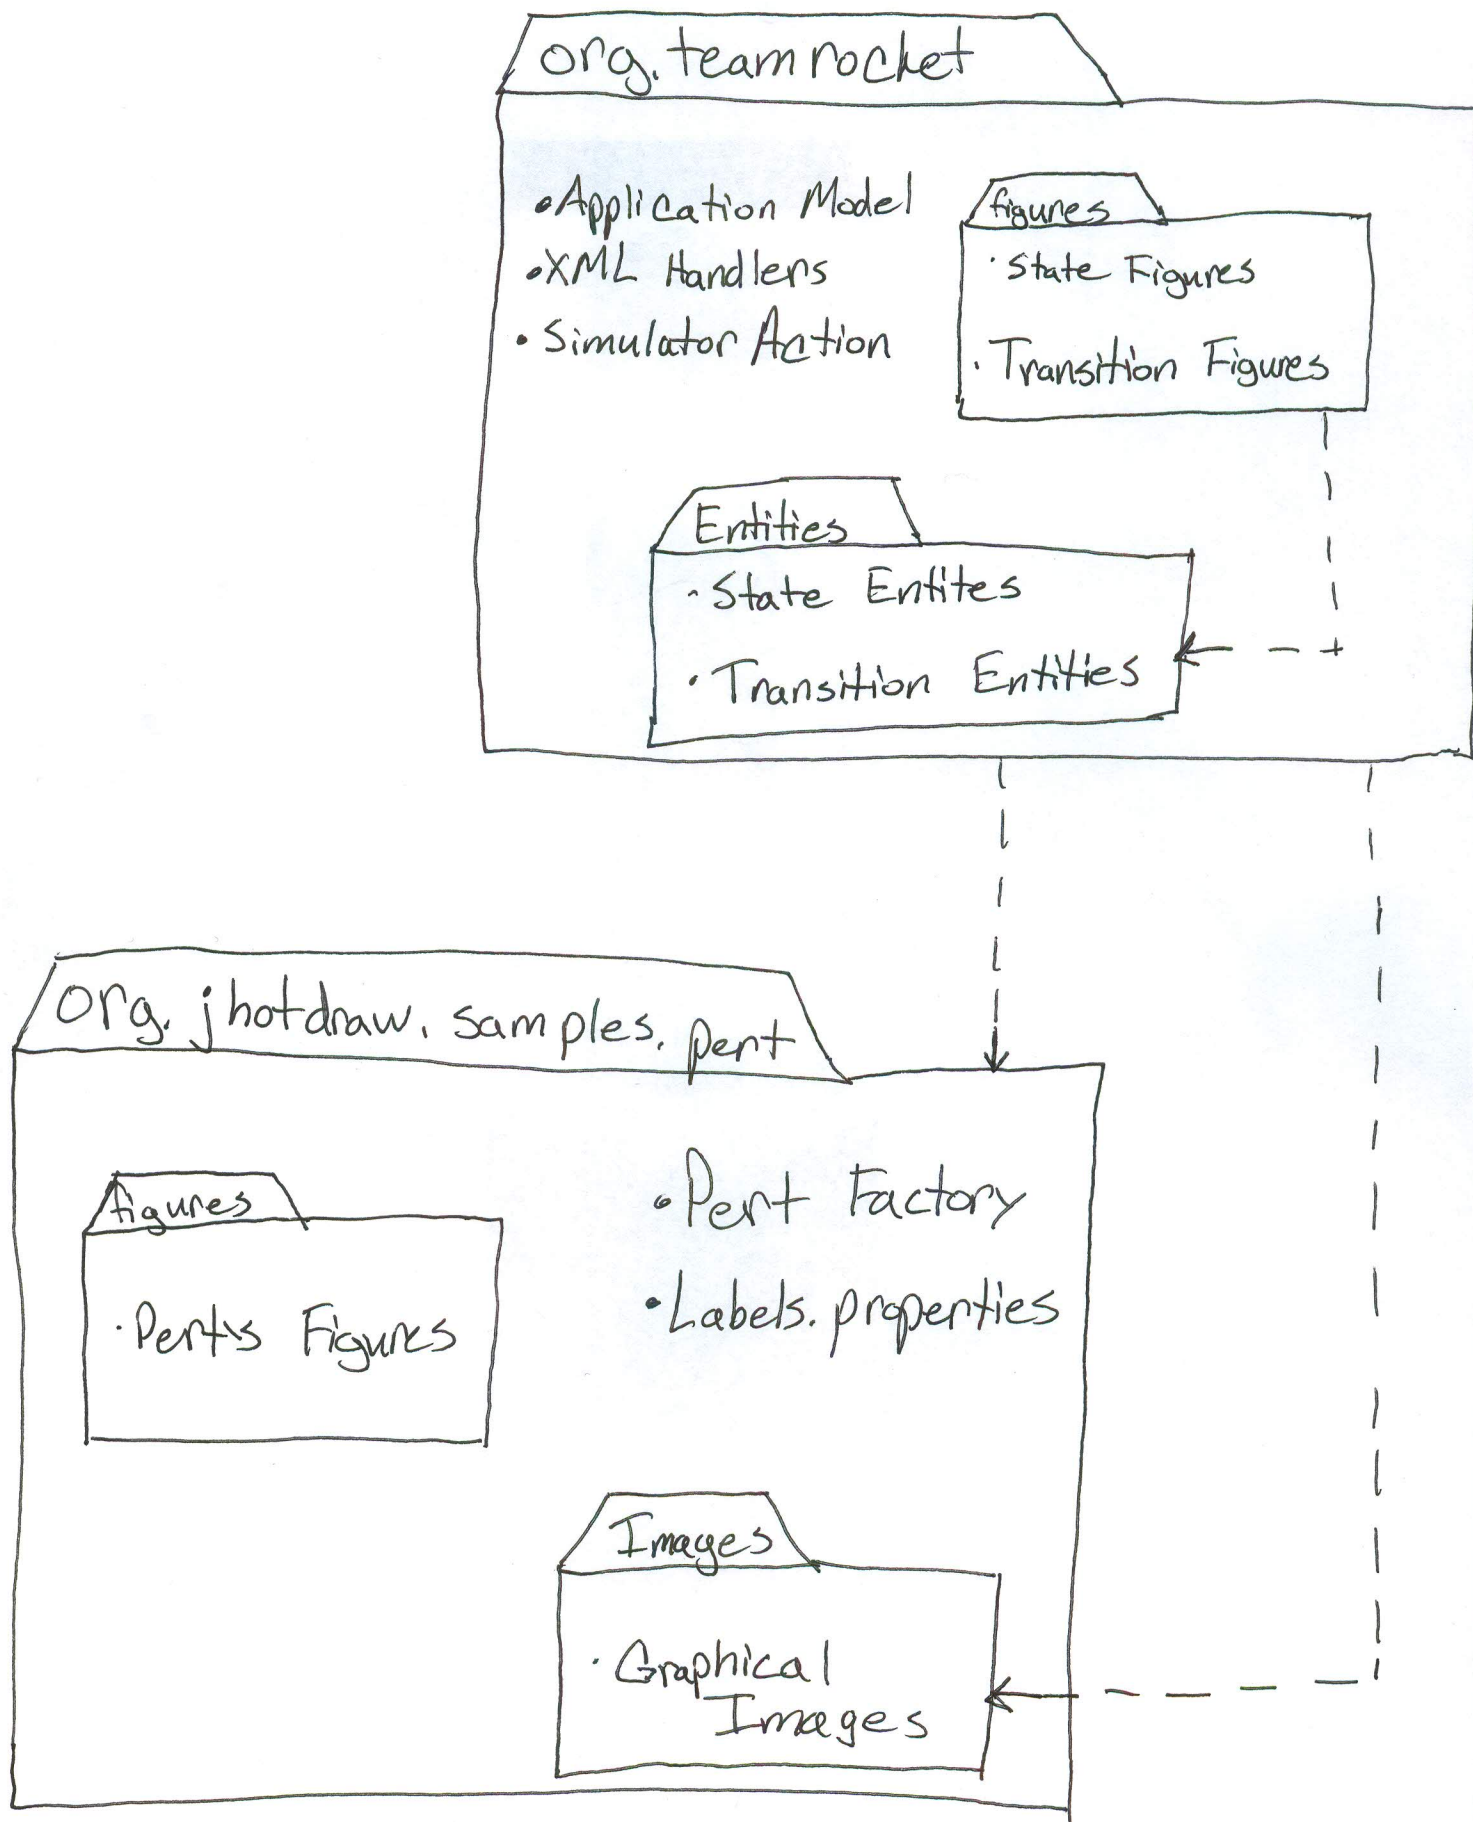 org.teamrocket
• Application Model
• XML Handlers
• Simulator Action
figures
• State Figures
• Transition Figures
Entities
• State Entites
• Transition Entities
org.jhotdraw.samples.pert
figures
• Perts Figures
• Pert Factory
• Labels.properties
Images
• Graphical
Images